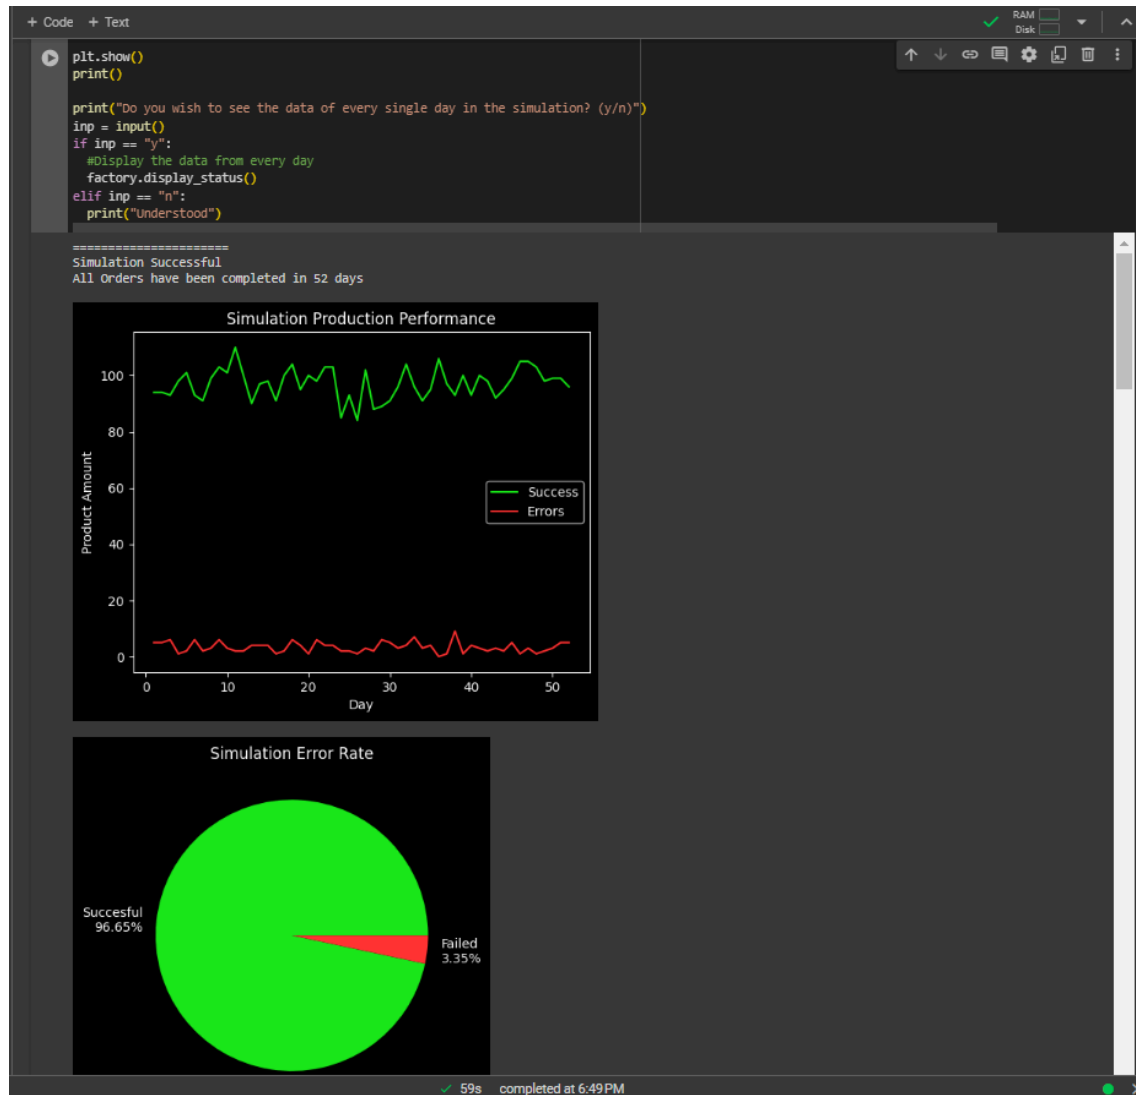 + Code + Text
RAM
Disk
plt.show()
print()
print("Do you wish to see the data of every single day in the simulation? (y/n)")
inp = input()
if inp == "y":
#Display the data from every day
factory.display_status()
elif inp == "n":
print("Understood")
======================
Simulation Successful
All Orders have been completed in 52 days
Simulation Production Performance
100
80
60
40
20
0
Product Amount
Success
Errors
0 10 20 30 40 50
Day
Simulation Error Rate
Succesful
96.65%
Failed
3.35%
59s completed at 6:49 PM